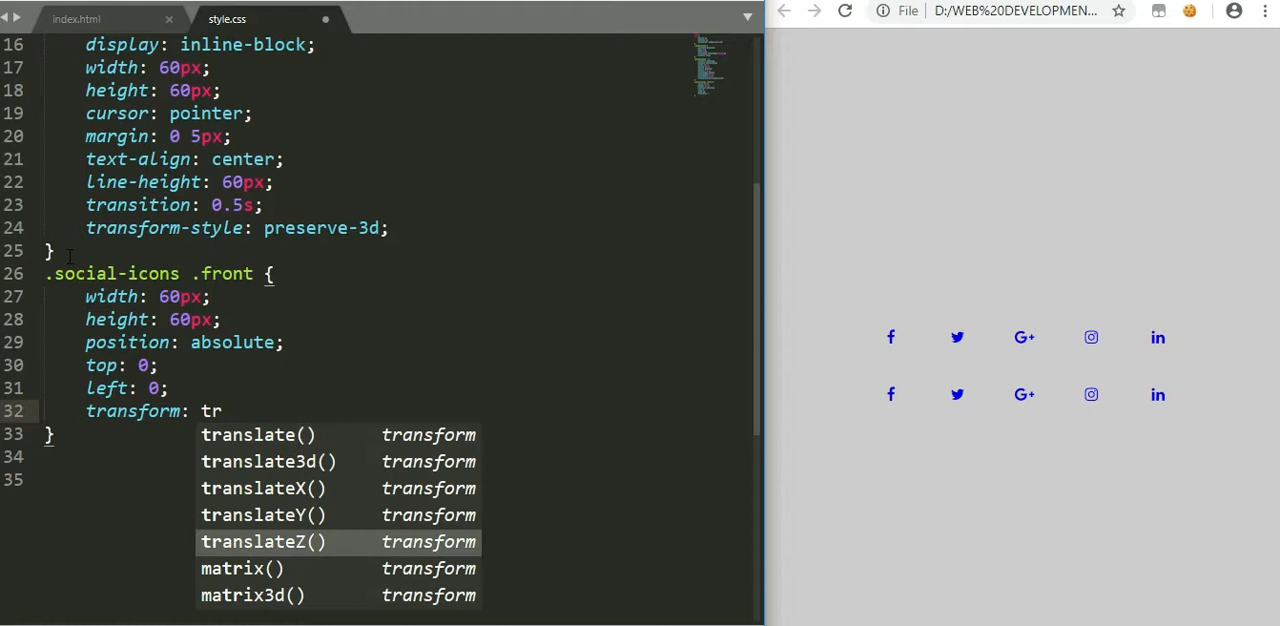 index.html
style.css
File
D:/WEB%20DEVELOPMEN...
16 display: inline-block;
17 width: 60px;
18 height: 60px;
19 cursor: pointer;
20 margin: 0 5px;
21 text-align: center;
22 line-height: 60px;
23 transition: 0.5s;
24 transform-style: preserve-3d;
25 }
26 .social-icons .front {
27 width: 60px;
28 height: 60px;
29 position: absolute;
30 top: 0;
31 left: 0;
32 transform: tr
33 }
34
35
translate() transform
translate3d() transform
translateX() transform
translateY() transform
translateZ() transform
matrix() transform
matrix3d() transform
f G+ in
f G+ in